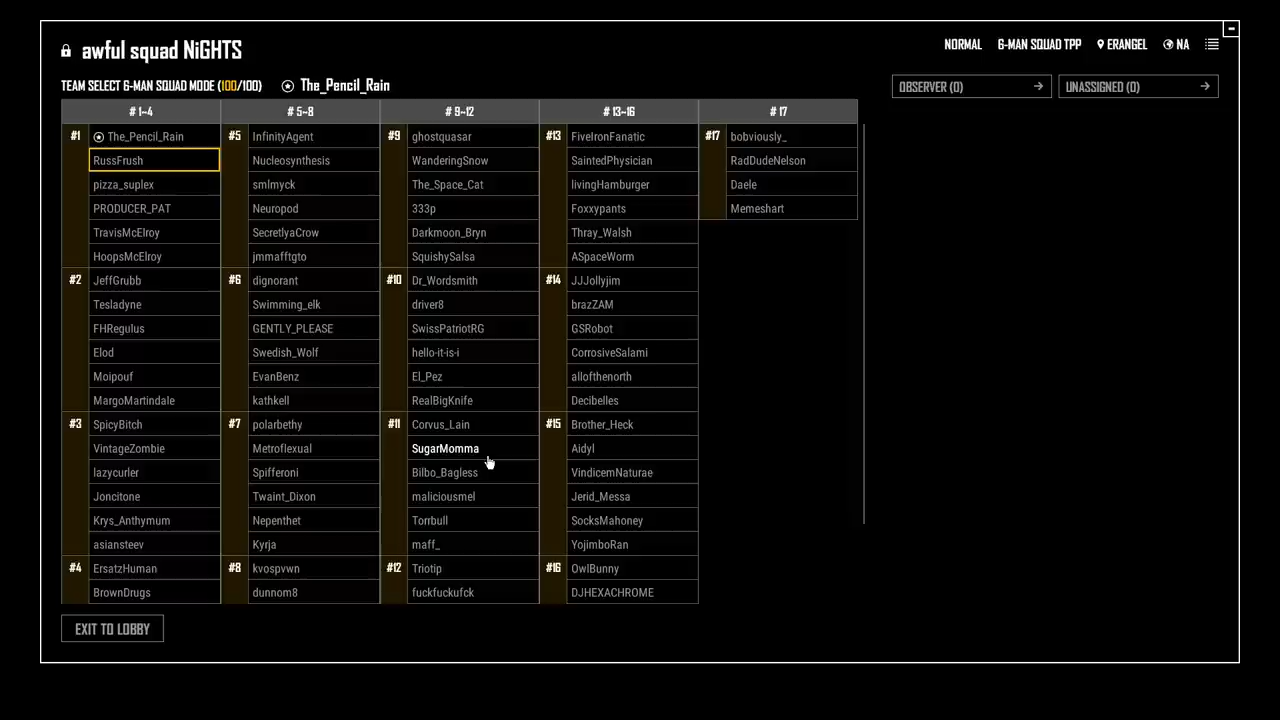 awful squad NiGHTS
NORMAL 6-MAN SQUAD TPP ERANGEL NA
TEAM SELECT 6-MAN SQUAD MODE (100/100) The_Pencil_Rain
OBSERVER (0) UNASSIGNED (0)
# 1~4 # 5~8 # 9~12 # 13~16 # 17
#1 The_Pencil_Rain #5 InfinityAgent #9 ghostquasar #13 FiveIronFanatic #17 bobviously_
RussFrush Nucleosynthesis WanderingSnow SaintedPhysician RadDudeNelson
pizza_suplex smlmyck The_Space_Cat livingHamburger Daele
PRODUCER_PAT Neuropod 333p Foxxypants Memeshart
TravisMcElroy SecretlyaCrow Darkmoon_Bryn Thray_Walsh
HoopsMcElroy jmmafftgto SquishySalsa ASpaceWorm
#2 JeffGrubb #6 dignorant #10 Dr_Wordsmith #14 JJJollyjim
Tesladyne Swimming_elk driver8 brazZAM
FHRegulus GENTLY_PLEASE SwissPatriotRG GSRobot
Elod Swedish_Wolf hello-it-is-i CorrosiveSalami
Moipouf EvanBenz El_Pez allofthenorth
MargoMartindale kathkell RealBigKnife Decibelles
#3 SpicyBitch #7 polarbethy #11 Corvus_Lain #15 Brother_Heck
VintageZombie Metroflexual SugarMomma Aidyl
lazycurler Spifferoni Bilbo_Bagless VindicemNaturae
Joncitone Twaint_Dixon maliciousmel Jerid_Messa
Krys_Anthymum Nepenthet Torrbull SocksMahoney
asiansteev Kyrja maff_ YojimboRan
#4 ErsatzHuman #8 kvospvwn #12 Triotip #16 OwlBunny
BrownDrugs dunnom8 fuckfuckufck DJHEXACHROME
EXIT TO LOBBY